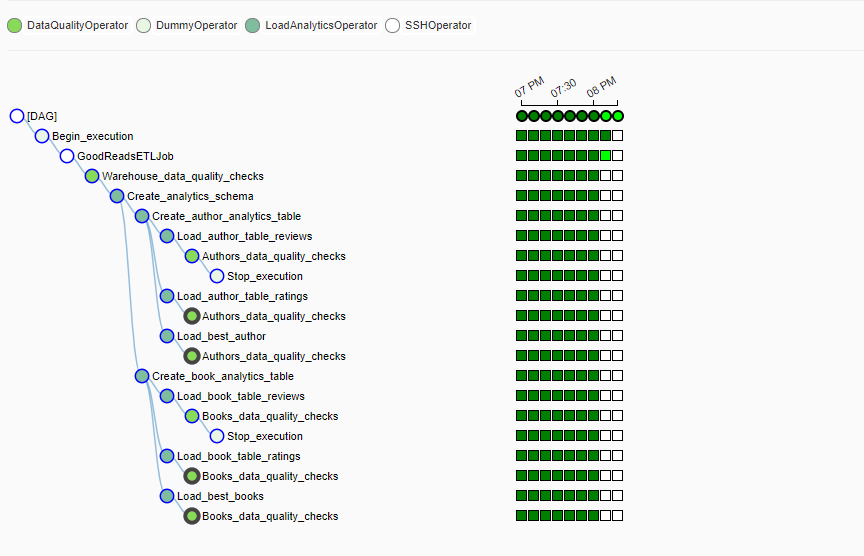 DataQualityOperator DummyOperator LoadAnalyticsOperator SSHOperator
07 PM 07:30 08 PM
[DAG]
Begin_execution
GoodReadsETLJob
Warehouse_data_quality_checks
Create_analytics_schema
Create_author_analytics_table
Load_author_table_reviews
Authors_data_quality_checks
Stop_execution
Load_author_table_ratings
Authors_data_quality_checks
Load_best_author
Authors_data_quality_checks
Create_book_analytics_table
Load_book_table_reviews
Books_data_quality_checks
Stop_execution
Load_book_table_ratings
Books_data_quality_checks
Load_best_books
Books_data_quality_checks